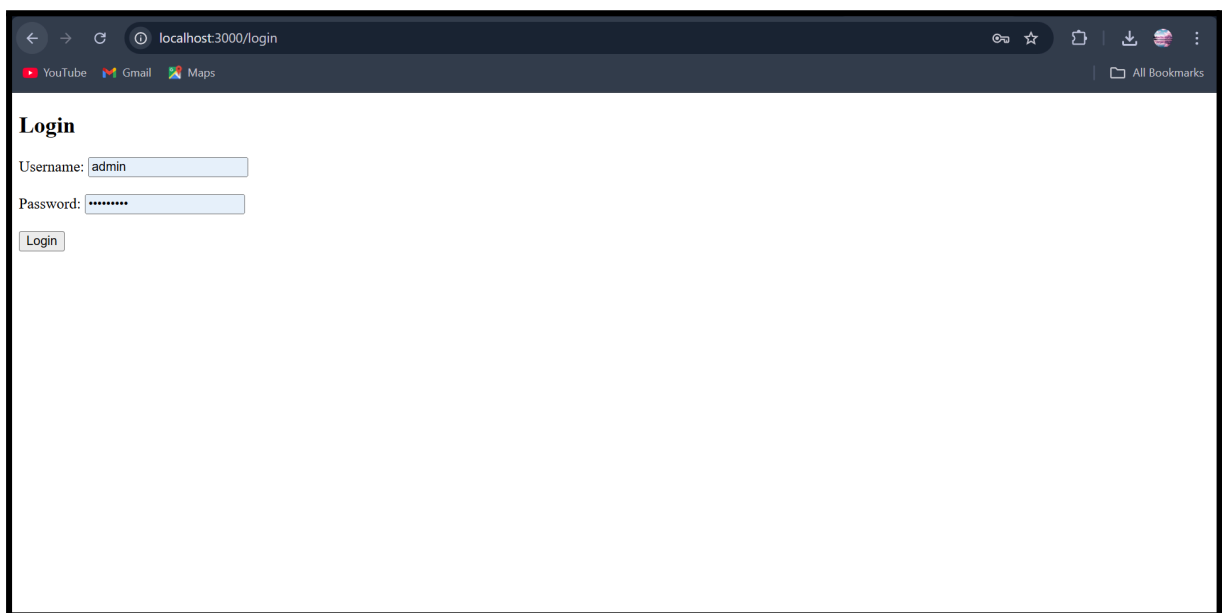 localhost:3000/login
YouTube Gmail Maps All Bookmarks
Login
Username: admin
Password: •••••••••
Login